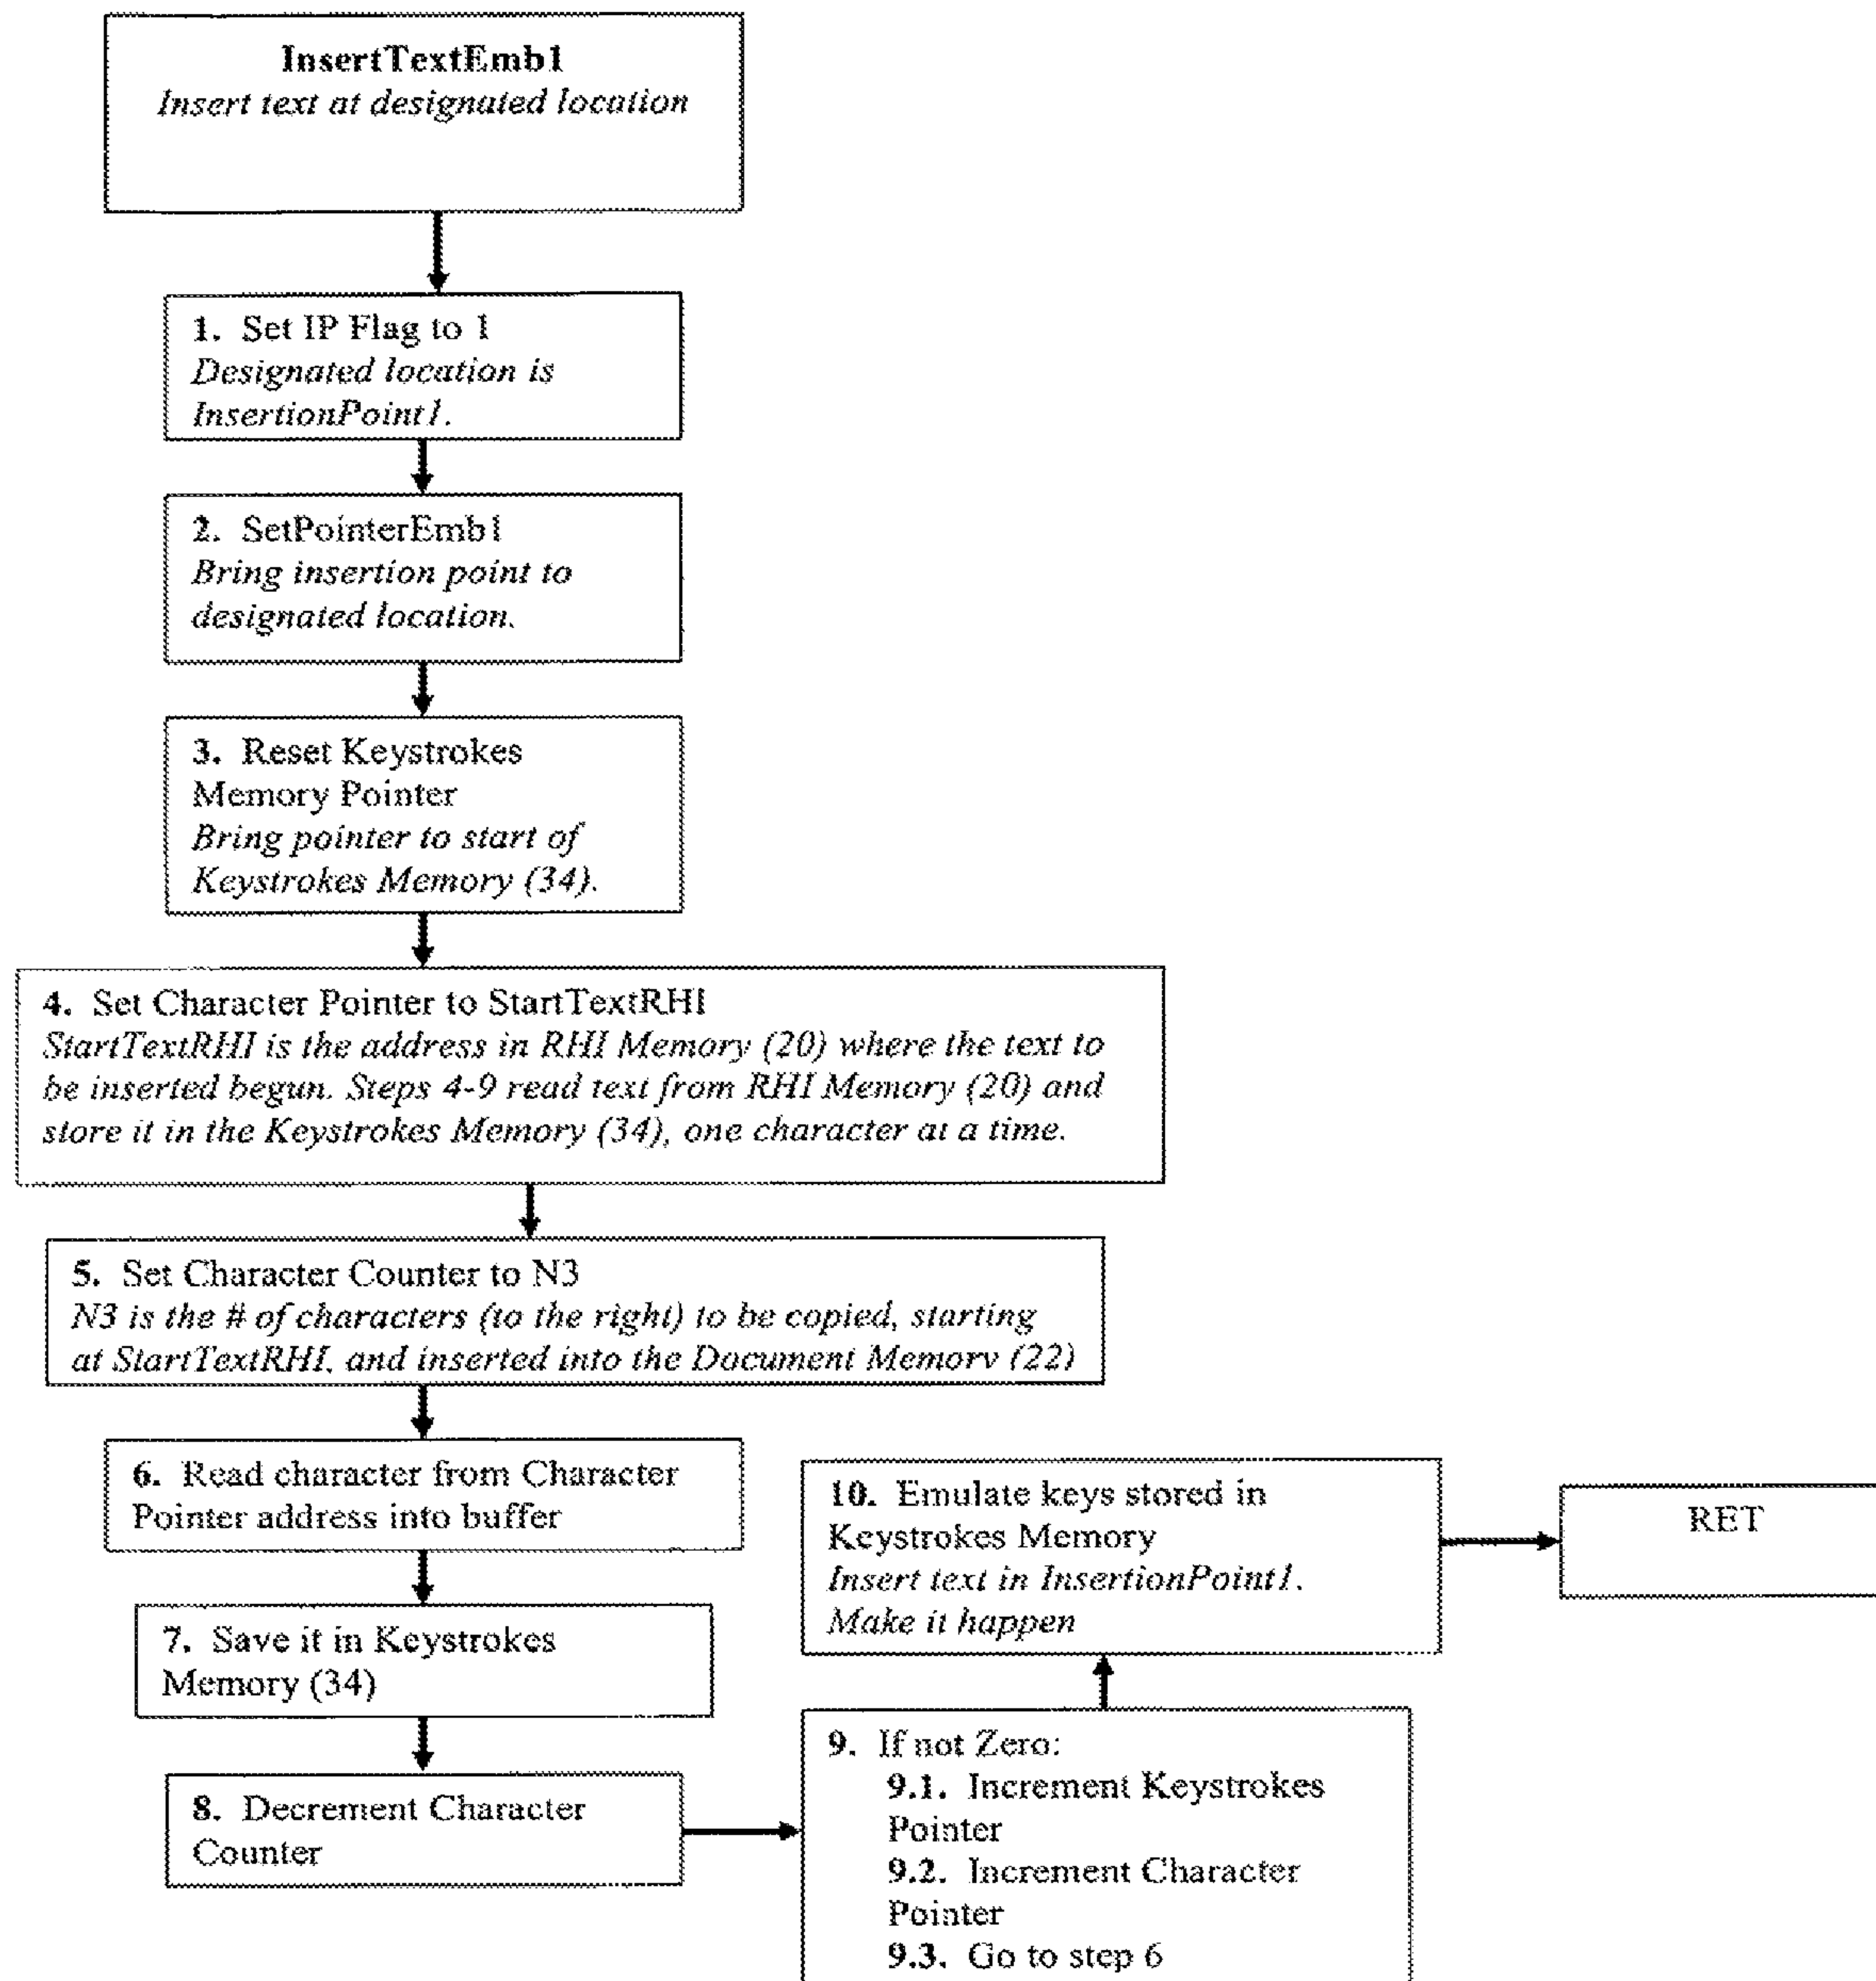 InsertTextEmb1
Insert text at designated location
1. Set IP Flag to 1
Designated location is
InsertionPoint1.
2. SetPointerEmb1
Bring insertion point to
designated location.
3. Reset Keystrokes
Memory Pointer
Bring pointer to start of
Keystrokes Memory (34).
4. Set Character Pointer to StartTextRHI
StartTextRHI is the address in RHI Memory (20) where the text to
be inserted begun. Steps 4-9 read text from RHI Memory (20) and
store it in the Keystrokes Memory (34), one character at a time.
5. Set Character Counter to N3
N3 is the # of characters (to the right) to be copied, starting
at StartTextRHI, and inserted into the Document Memory (22)
6. Read character from Character
Pointer address into buffer
7. Save it in Keystrokes
Memory (34)
8. Decrement Character
Counter
9. If not Zero:
9.1. Increment Keystrokes
Pointer
9.2. Increment Character
Pointer
9.3. Go to step 6
10. Emulate keys stored in
Keystrokes Memory
Insert text in InsertionPoint1.
Make it happen
RET